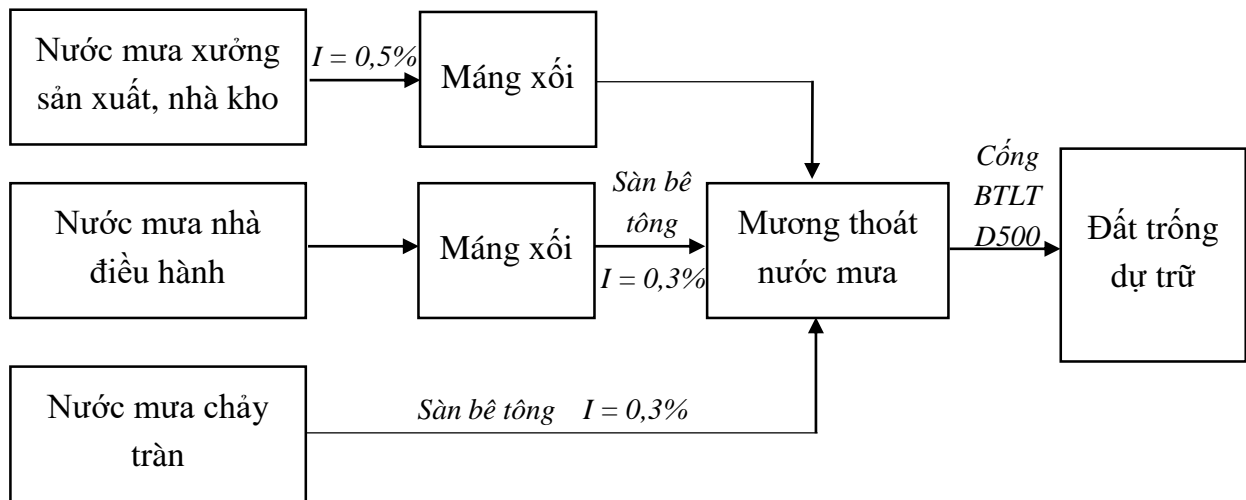 Nước mưa xưởng
sản xuất, nhà kho
I = 0,5%
Máng xối
Nước mưa nhà
điều hành
Máng xối
Sàn bê
tông
I = 0,3%
Mương thoát
nước mưa
Cống
BTLT
D500
Đất trống
dự trữ
Nước mưa chảy
tràn
Sàn bê tông I = 0,3%